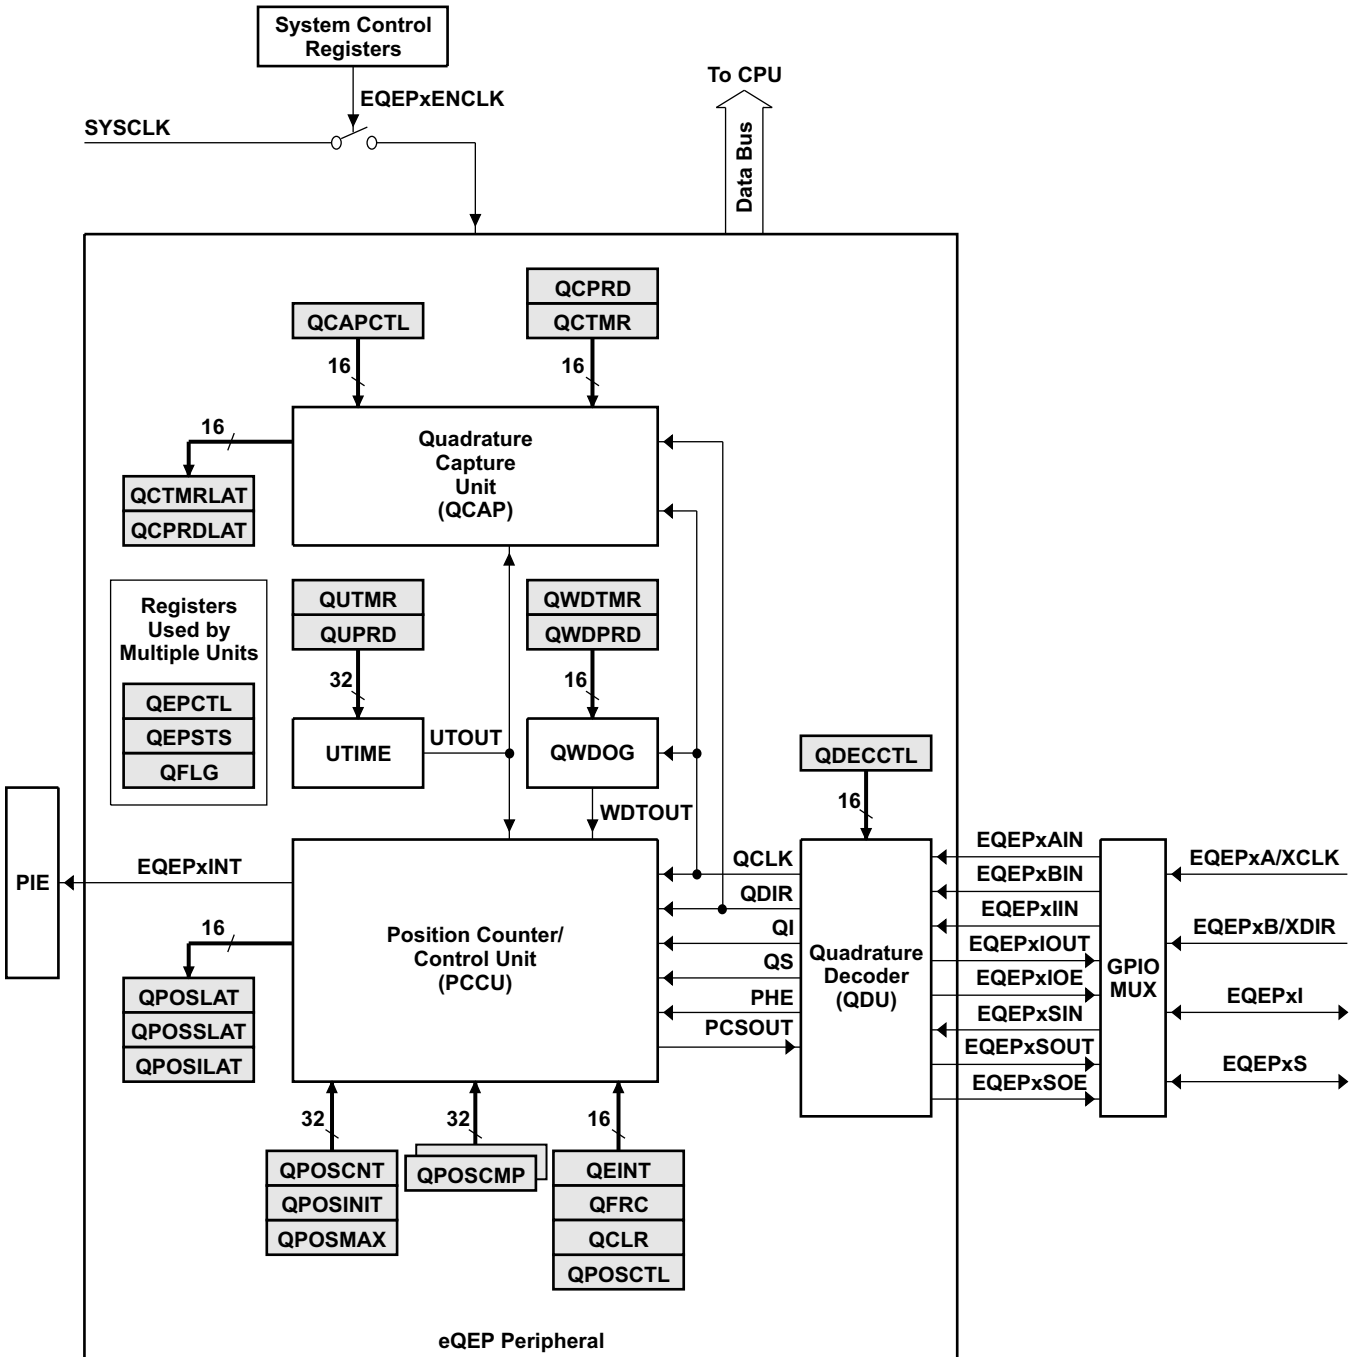 System Control
Registers
To CPU
EQEPxENCLK
SYSCLK
Data Bus
QCPRD
QCAPCTL
QCTMR
16
16
16
Quadrature
Capture
Unit
(QCAP)
QCTMRLAT
QCPRDLAT
Registers
Used by
Multiple Units
QEPCTL
QEPSTS
QFLG
QUTMR
QUPRD
QWDTMR
QWDPRD
32
16
UTIME
UTOUT
QWDOG
QDECCTL
WDTOUT
16
PIE
EQEPxINT
16
Position Counter/
Control Unit
(PCCU)
QCLK
QDIR
QI
QS
PHE
PCSOUT
Quadrature
Decoder
(QDU)
EQEPxAIN
EQEPxBIN
EQEPxIIN
EQEPxIOUT
EQEPxIOE
EQEPxSIN
EQEPxSOUT
EQEPxSOE
GPIO
MUX
EQEPxA/XCLK
EQEPxB/XDIR
EQEPxI
EQEPxS
QPOSLAT
QPOSSLAT
QPOSILAT
32
32
16
QPOSCNT
QPOSINIT
QPOSMAX
QPOSCMP
QEINT
QFRC
QCLR
QPOSCTL
eQEP Peripheral